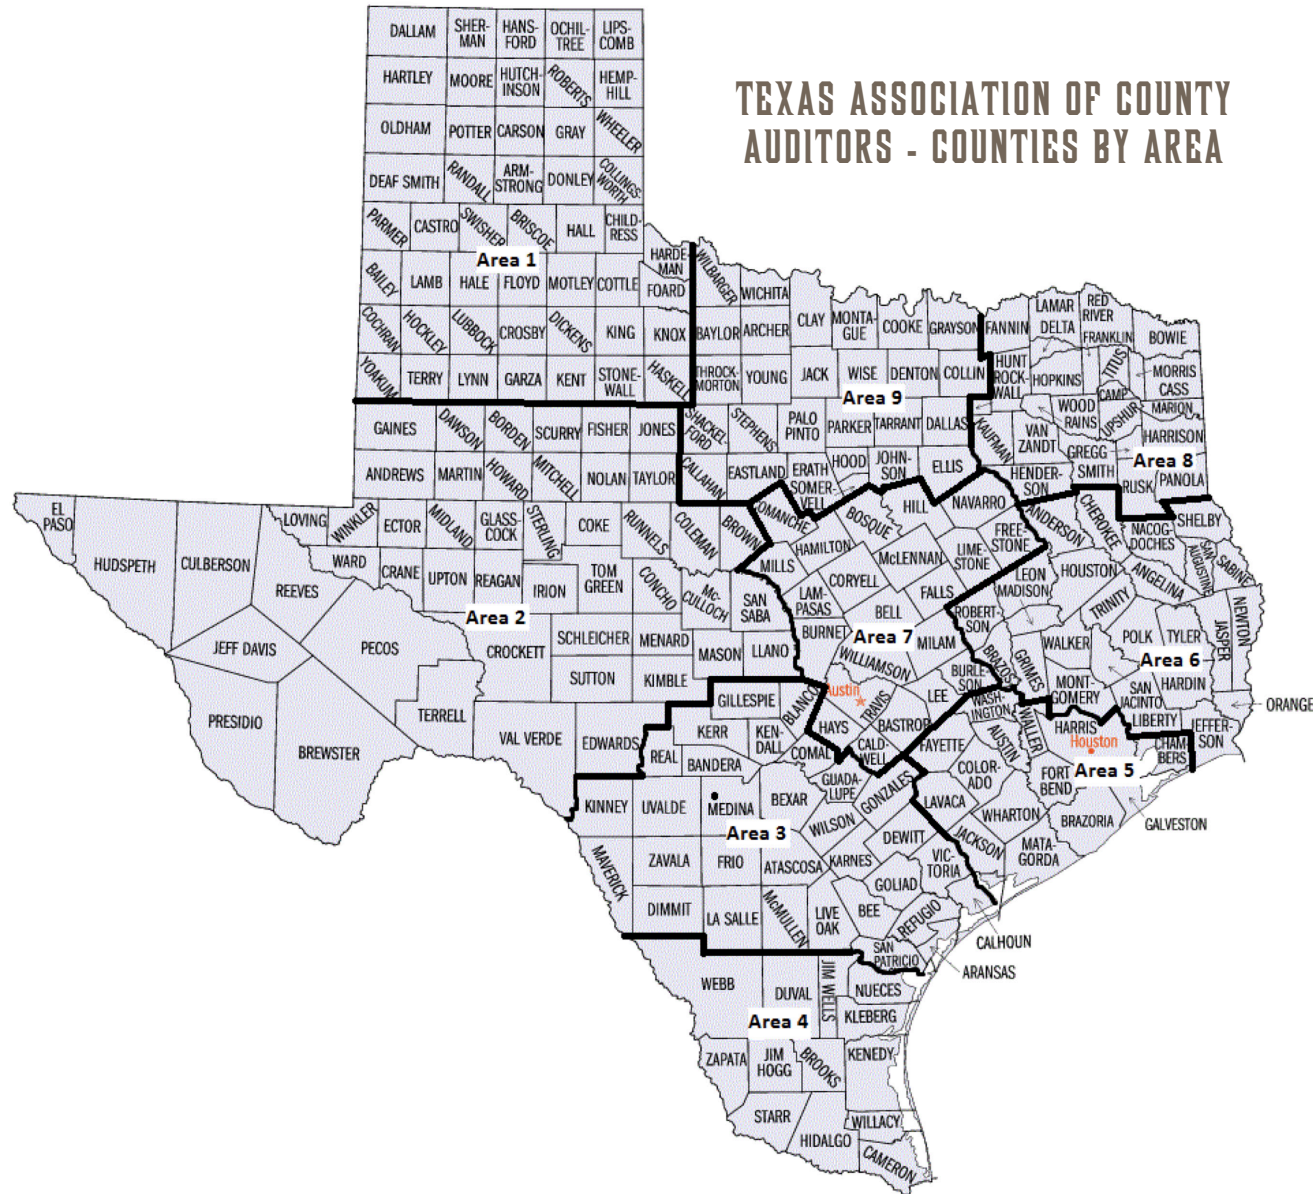 TEXAS ASSOCIATION OF COUNTY
AUDITORS - COUNTIES BY AREA
DALLAM
SHER-
MAN
HANS-
FORD
OCHIL-
TREE
LIPS-
COMB
HARTLEY
MOORE
HUTCH-
INSON
ROBERTS
HEMP-
HILL
OLDHAM
POTTER
CARSON
GRAY
WHEELER
DEAF SMITH
RANDALL
ARM-
STRONG
DONLEY
COLLINGS-
WORTH
PARMER
CASTRO
SWISHER
BRISCOE
HALL
CHILD-
RESS
Area 1
HARDE-
MAN
BAILEY
LAMB
HALE
FLOYD
MOTLEY
COTTLE
FOARD
COCHRAN
HOCKLEY
LUBBOCK
CROSBY
DICKENS
KING
KNOX
YOAKUM
TERRY
LYNN
GARZA
KENT
STONE-
WALL
HASKELL
WILBARGER
WICHITA
BAYLOR
ARCHER
CLAY
MONTA-
GUE
COOKE
GRAYSON
THROCK-
MORTON
YOUNG
JACK
WISE
DENTON
COLLIN
Area 9
SHACKEL-
FORD
STEPHENS
PALO
PINTO
PARKER
TARRANT
DALLAS
CALLAHAN
EASTLAND
ERATH
HOOD
JOHN-
SON
ELLIS
SOMER-
VELL
FANNIN
LAMAR
RED
RIVER
DELTA
FRANKLIN
BOWIE
HUNT
HOPKINS
TITUS
MORRIS
CASS
ROCK-
WALL
CAMP
WOOD
RAINS
UPSHUR
MARION
KAUFMAN
VAN
ZANDT
HARRISON
GREGG
SMITH
Area 8
HENDER-
SON
RUSK
PANOLA
GAINES
DAWSON
BORDEN
SCURRY
FISHER
JONES
ANDREWS
MARTIN
HOWARD
MITCHELL
NOLAN
TAYLOR
EL
PASO
HUDSPETH
CULBERSON
REEVES
LOVING
WINKLER
ECTOR
MIDLAND
GLASS-
COCK
STERLING
COKE
RUNNELS
COLEMAN
BROWN
WARD
CRANE
UPTON
REAGAN
IRION
TOM
GREEN
CONCHO
Mc-
CULLOCH
SAN
SABA
Area 2
JEFF DAVIS
PECOS
CROCKETT
SCHLEICHER
MENARD
MASON
LLANO
SUTTON
KIMBLE
PRESIDIO
BREWSTER
TERRELL
VAL VERDE
EDWARDS
COMANCHE
BOSQUE
HILL
NAVARRO
MILLS
HAMILTON
McLENNAN
LIME-
STONE
FREE-
STONE
LAM-
PASAS
CORYELL
BELL
FALLS
BURNET
Area 7
MILAM
WILLIAMSON
Austin
TRAVIS
LEE
HAYS
BASTROP
CALD-
WELL
ANDERSON
CHEROKEE
NACOG-
DOCHES
SHELBY
SAN
AUGUSTINE
SABINE
LEON
HOUSTON
ANGELINA
MADISON
TRINITY
ROBERT-
SON
NEWTON
JASPER
BRAZOS
GRIMES
WALKER
POLK
TYLER
Area 6
BURLE-
SON
MONT-
GOMERY
SAN
JACINTO
HARDIN
LIBERTY
ORANGE
JEFFER-
SON
WASH-
INGTON
WALLER
HARRIS
Houston
CHAM-
BERS
Area 5
FAYETTE
AUSTIN
COLOR-
ADO
FORT
BEND
LAVACA
WHARTON
BRAZORIA
GALVESTON
JACKSON
MATA-
GORDA
GILLESPIE
BLANCO
KERR
KEN-
DALL
COMAL
REAL
BANDERA
GUADA-
LUPE
GONZALES
KINNEY
UVALDE
MEDINA
BEXAR
WILSON
DEWITT
Area 3
MAVERICK
ZAVALA
FRIO
ATASCOSA
KARNES
VIC-
TORIA
GOLIAD
DIMMIT
LA SALLE
McMULLEN
LIVE
OAK
BEE
REFUGIO
CALHOUN
SAN
PATRICIO
ARANSAS
WEBB
DUVAL
JIM WELLS
NUECES
Area 4
KLEBERG
ZAPATA
JIM
HOGG
BROOKS
KENEDY
STARR
HIDALGO
WILLACY
CAMERON